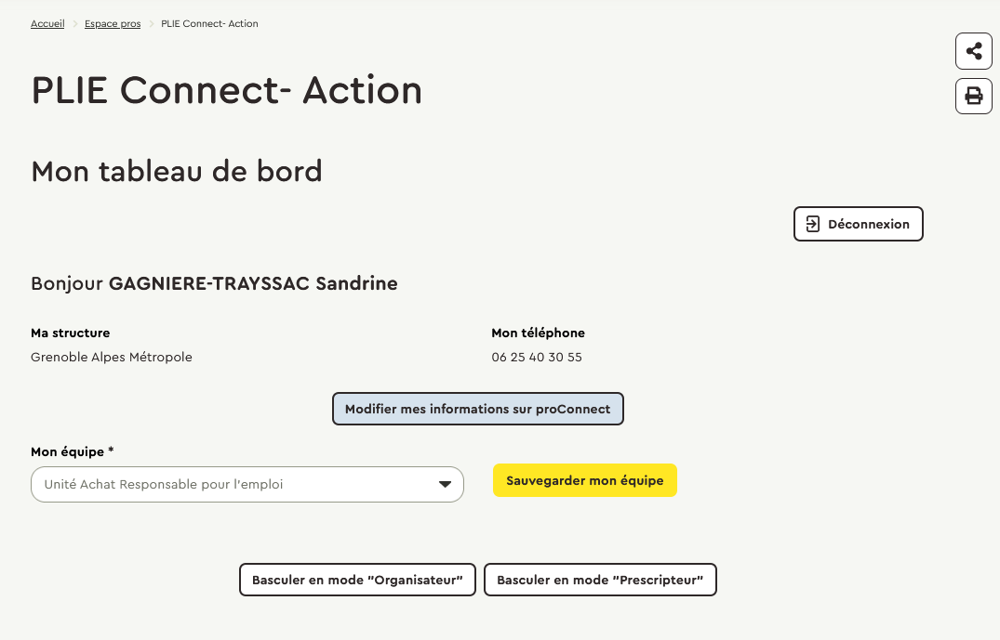 Accueil > Espace pros > PLIE Connect- Action
PLIE Connect- Action
Mon tableau de bord
Déconnexion
Bonjour GAGNIERE-TRAYSSAC Sandrine
Ma structure
Grenoble Alpes Métropole
Mon téléphone
06 25 40 30 55
Modifier mes informations sur proConnect
Mon équipe *
Unité Achat Responsable pour l'emploi
Sauvegarder mon équipe
Basculer en mode "Organisateur"
Basculer en mode "Prescripteur"